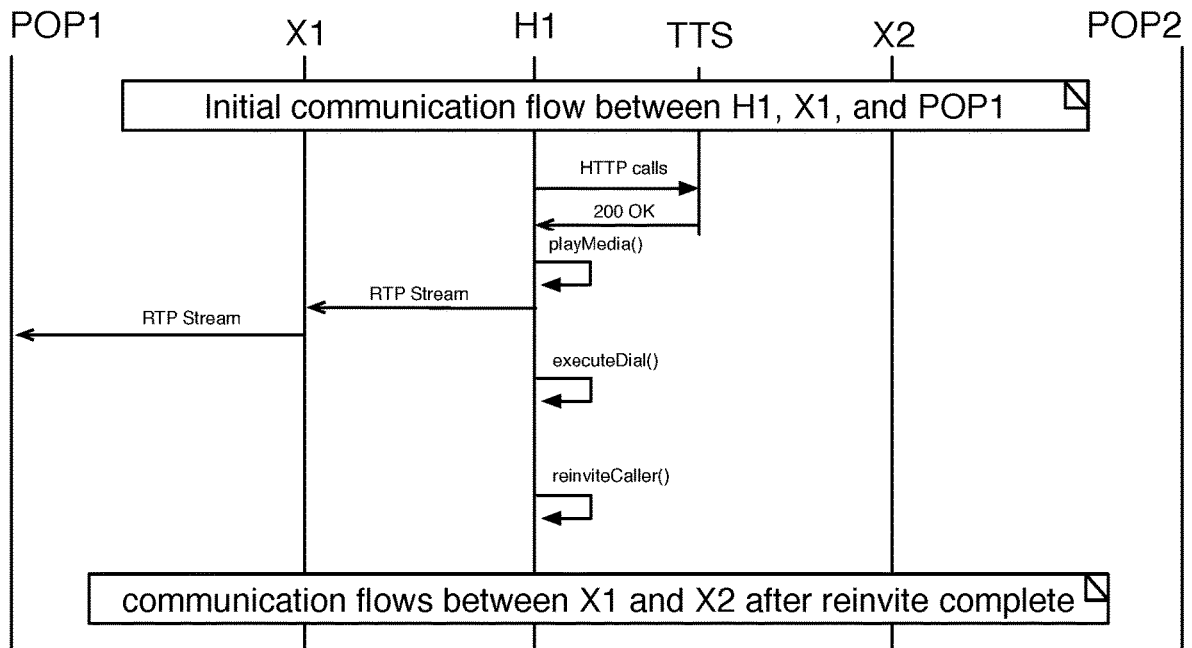 POP1 X1 H1 TTS X2 POP2
Initial communication flow between H1, X1, and POP1
HTTP calls
200 OK
playMedia()
RTP Stream
RTP Stream
executeDial()
reinviteCaller()
communication flows between X1 and X2 after reinvite complete